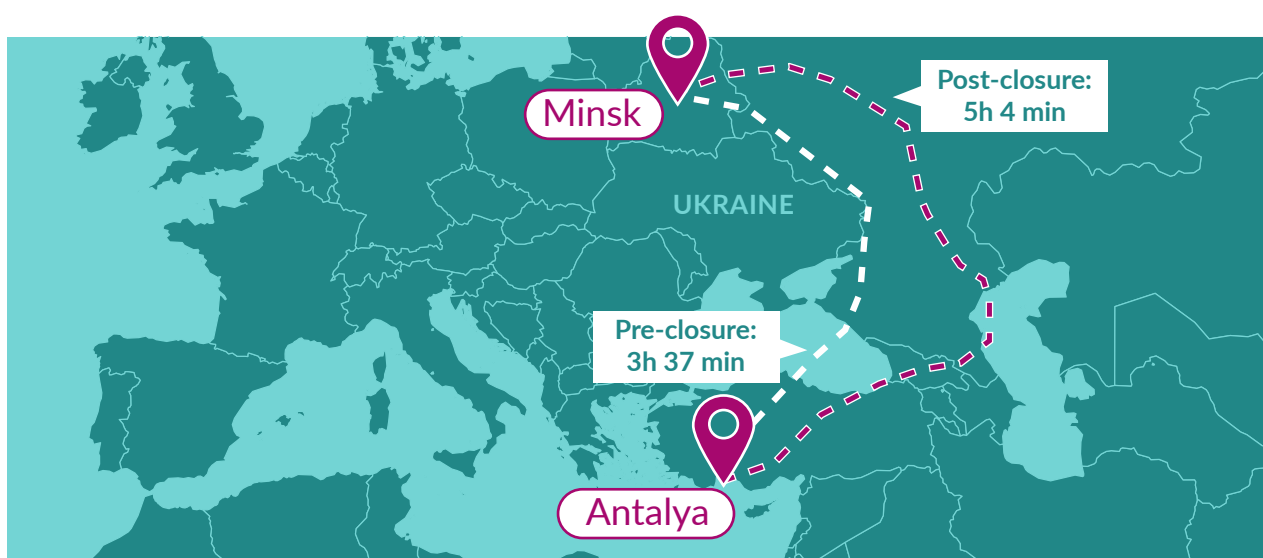 Minsk
Post-closure:
5h 4 min
UKRAINE
Pre-closure:
3h 37 min
Antalya